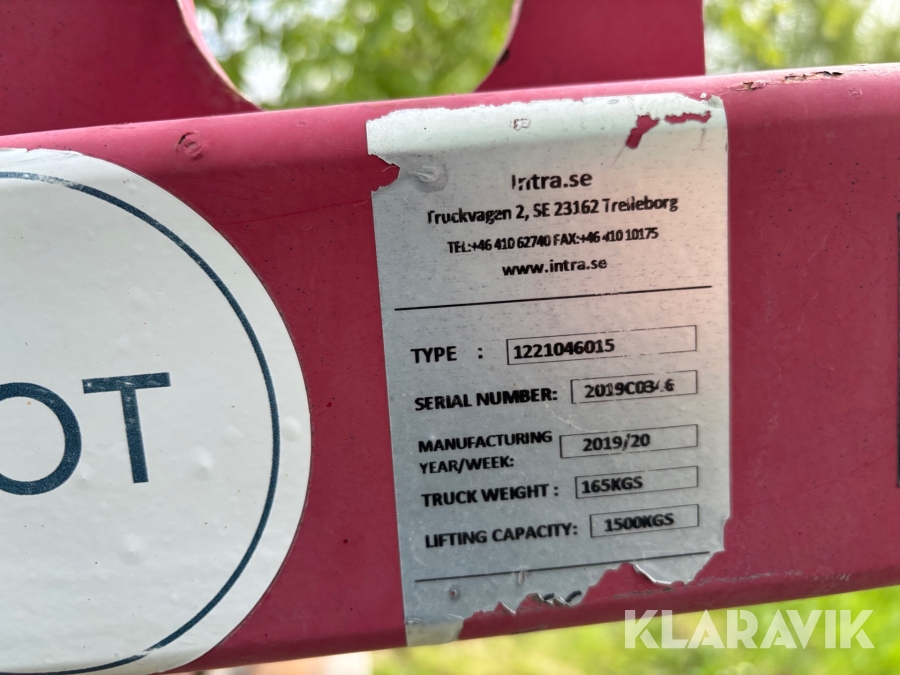 OT
Intra.se
Truckvagen 2, SE 23162 Trelleborg
TEL:+46 410 62740 FAX:+46 410 10175
www.intra.se
TYPE : 1221046015
SERIAL NUMBER:
MANUFACTURING YEAR/WEEK: 2019/20
TRUCK WEIGHT : 165KGS
LIFTING CAPACITY: 1500KGS
KLARAVIK